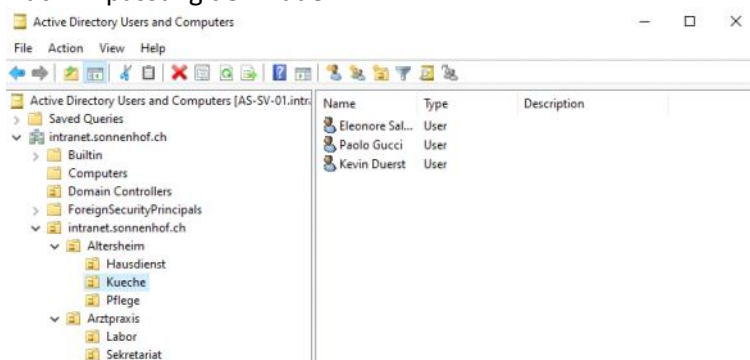 Active Directory Users and Computers
File Action View Help
Active Directory Users and Computers [AS-SV-01.intra
Saved Queries
intranet.sonnenhof.ch
Builtin
Computers
Domain Controllers
ForeignSecurityPrincipals
intranet.sonnenhof.ch
Altersheim
Hausdienst
Kueche
Pflege
Arztpraxis
Labor
Sekretariat
Name Type Description
Eleonore Sal... User
Paolo Gucci User
Kevin Duerst User